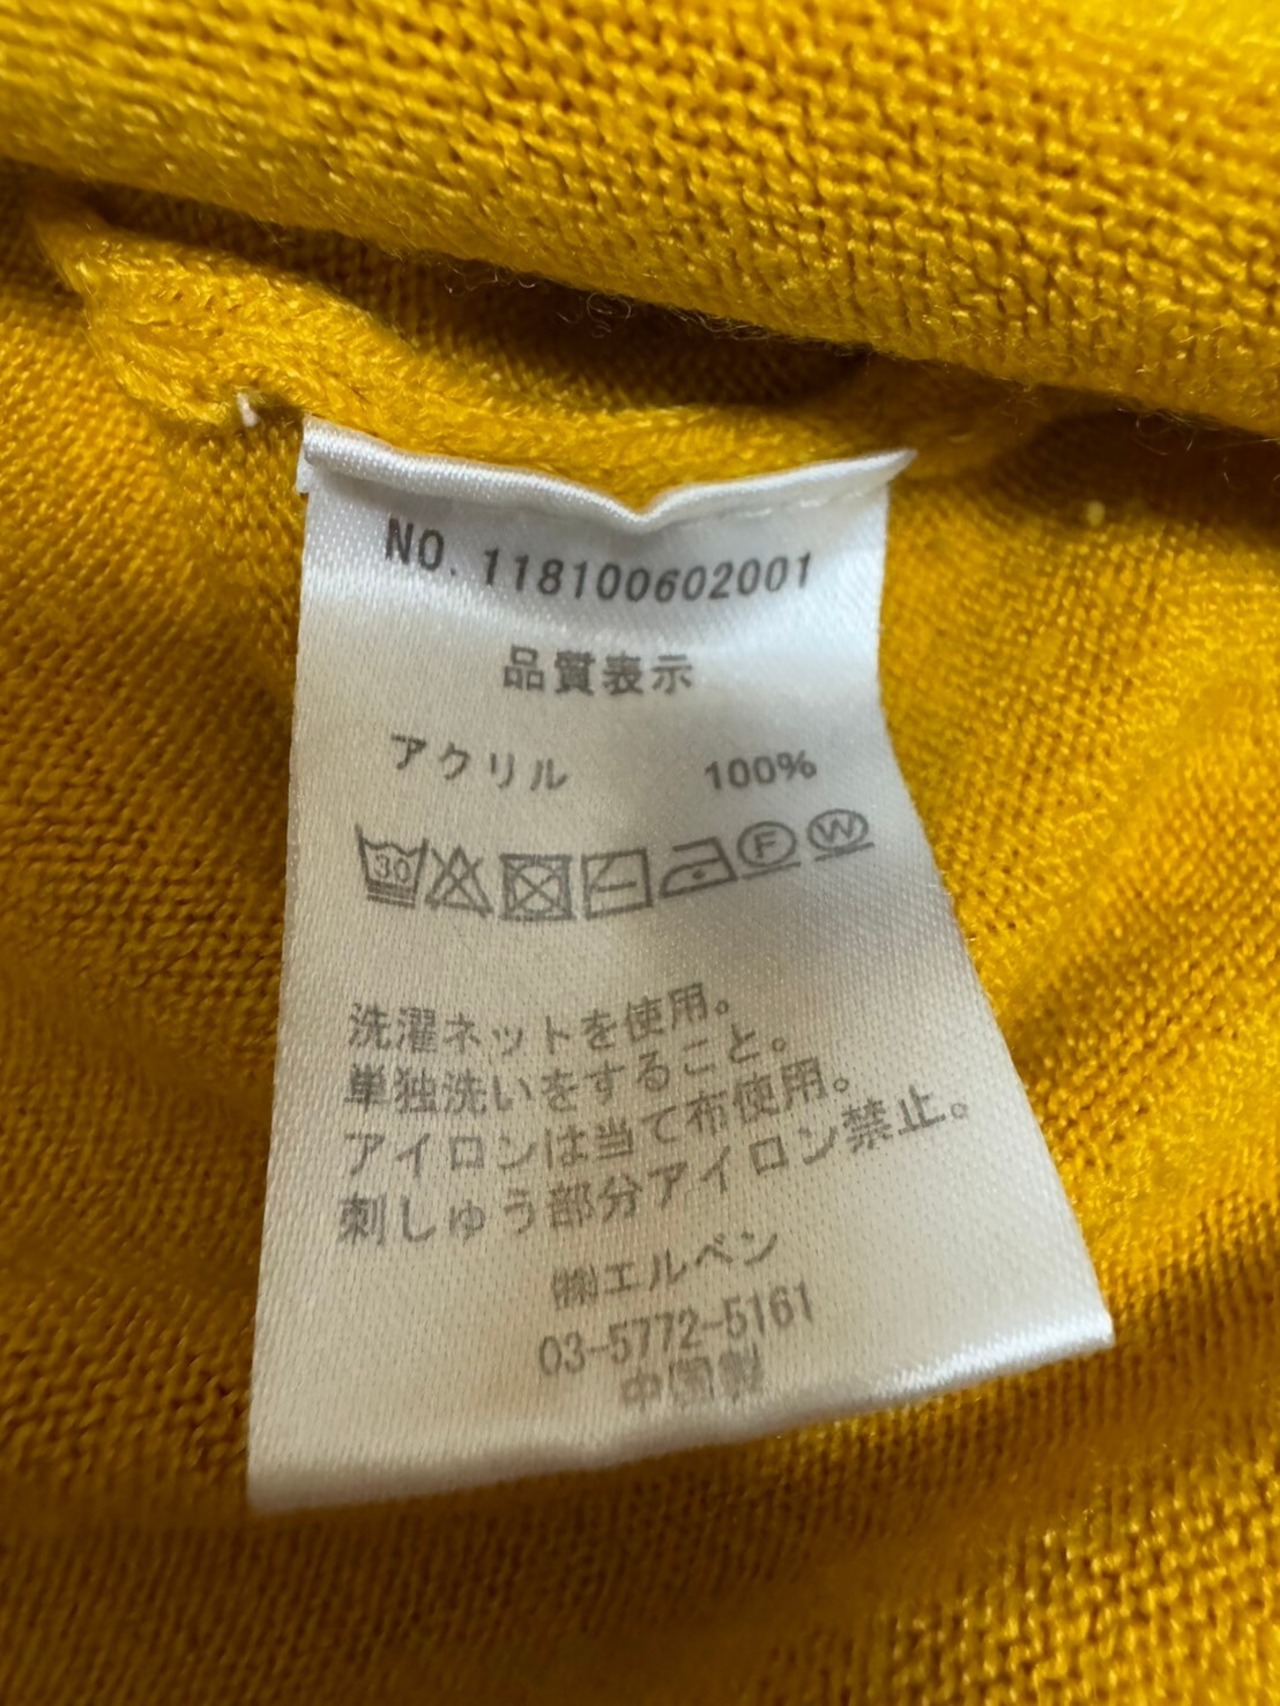 NO. 118100602001
品質表示
アクリル 100%
30 F W
洗濯ネットを使用。
単独洗いをすること。
アイロンは当て布使用。
刺しゅう部分アイロン禁止。
㈱エルベン
03-5772-5161
中国製